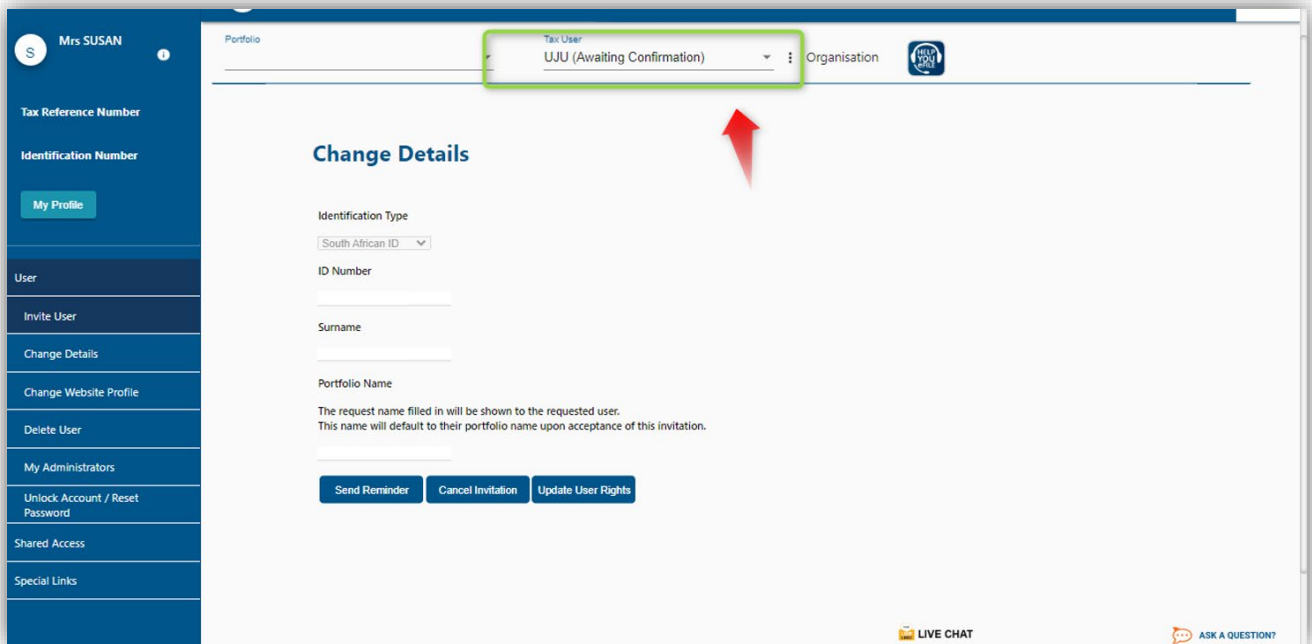 S
Mrs SUSAN
i
Tax Reference Number
Identification Number
My Profile
User
Invite User
Change Details
Change Website Profile
Delete User
My Administrators
Unlock Account / Reset
Password
Shared Access
Special Links
Portfolio
Tax User
UJU (Awaiting Confirmation)
Organisation
HELP
YOU
eFILE
Change Details
Identification Type
South African ID
ID Number
Surname
Portfolio Name
The request name filled in will be shown to the requested user.
This name will default to their portfolio name upon acceptance of this invitation.
Send Reminder
Cancel Invitation
Update User Rights
LIVE CHAT
ASK A QUESTION?